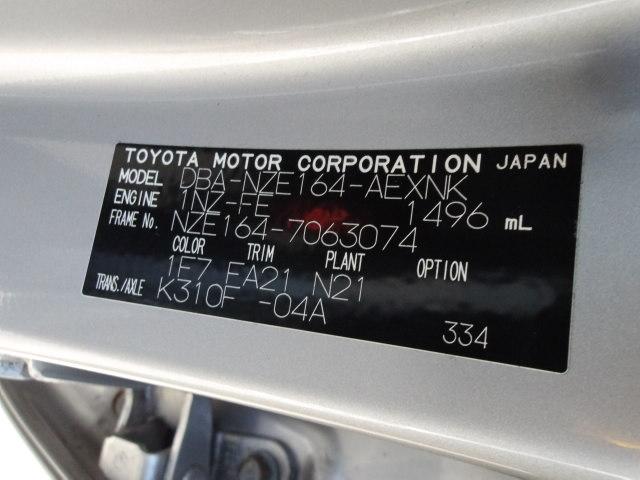 TOYOTA MOTOR CORPORATION JAPAN
MODEL DBA-NZE164-AEXNK
ENGINE 1NZ-FE 1496 mL
FRAME No. NZE164-7063074
COLOR TRIM PLANT OPTION
1E7 EA21 N21
TRANS./AXLE K310F -04A
334